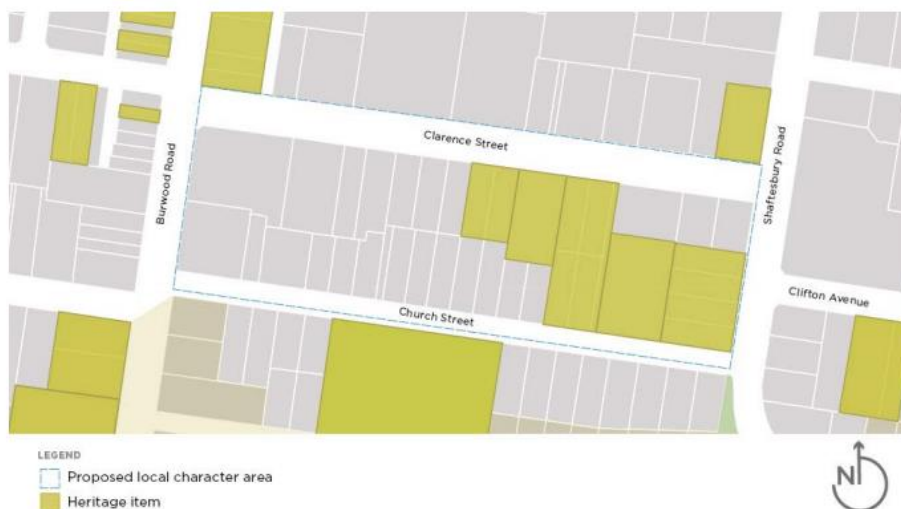 Clarence Street
Burwood Road
Shaftesbury Road
Church Street
Clifton Avenue
LEGEND
Proposed local character area
Heritage item
N